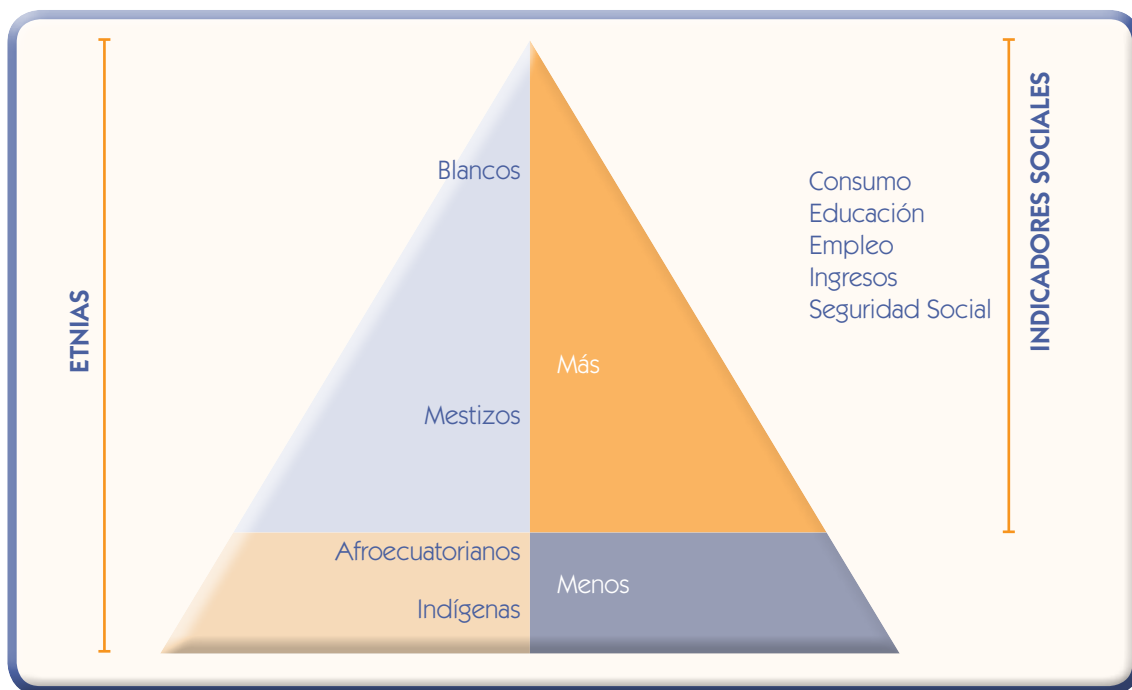 ETNIAS
Blancos
Mestizos
Afroecuatorianos
Indígenas
Más
Menos
Consumo
Educación
Empleo
Ingresos
Seguridad Social
INDICADORES SOCIALES